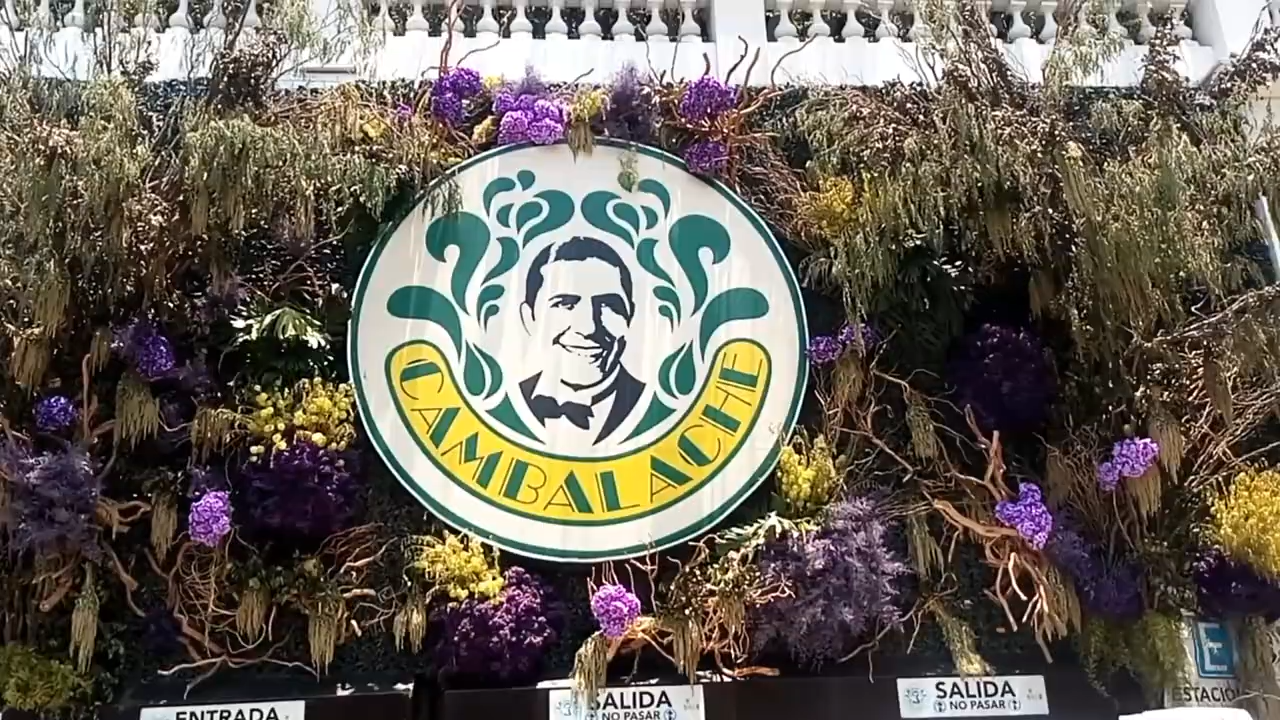 CAMBALACHE
ENTRADA
SALIDA
NO PASAR
SALIDA
NO PASAR
ESTACIO